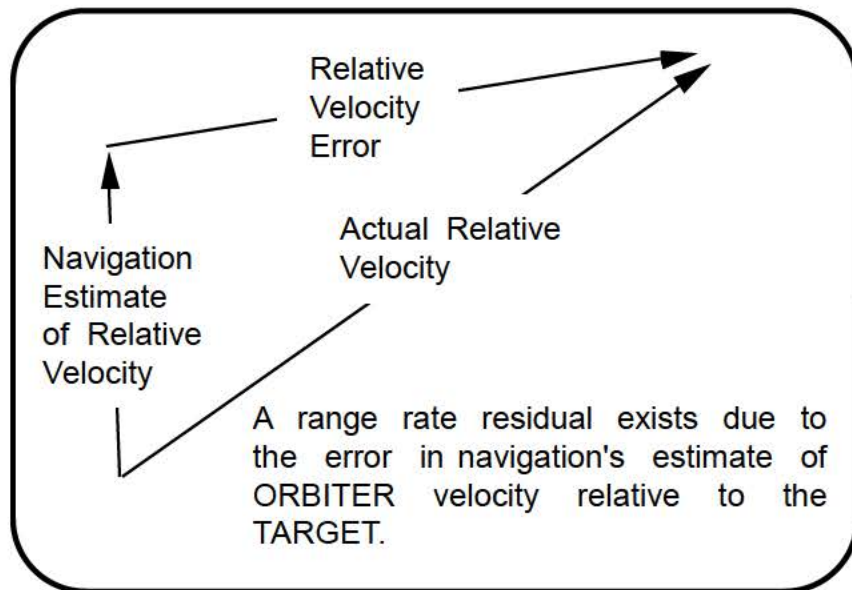 Relative
Velocity
Error
Actual Relative
Velocity
Navigation
Estimate
of Relative
Velocity
A range rate residual exists due to
the error in navigation's estimate of
ORBITER velocity relative to the
TARGET.